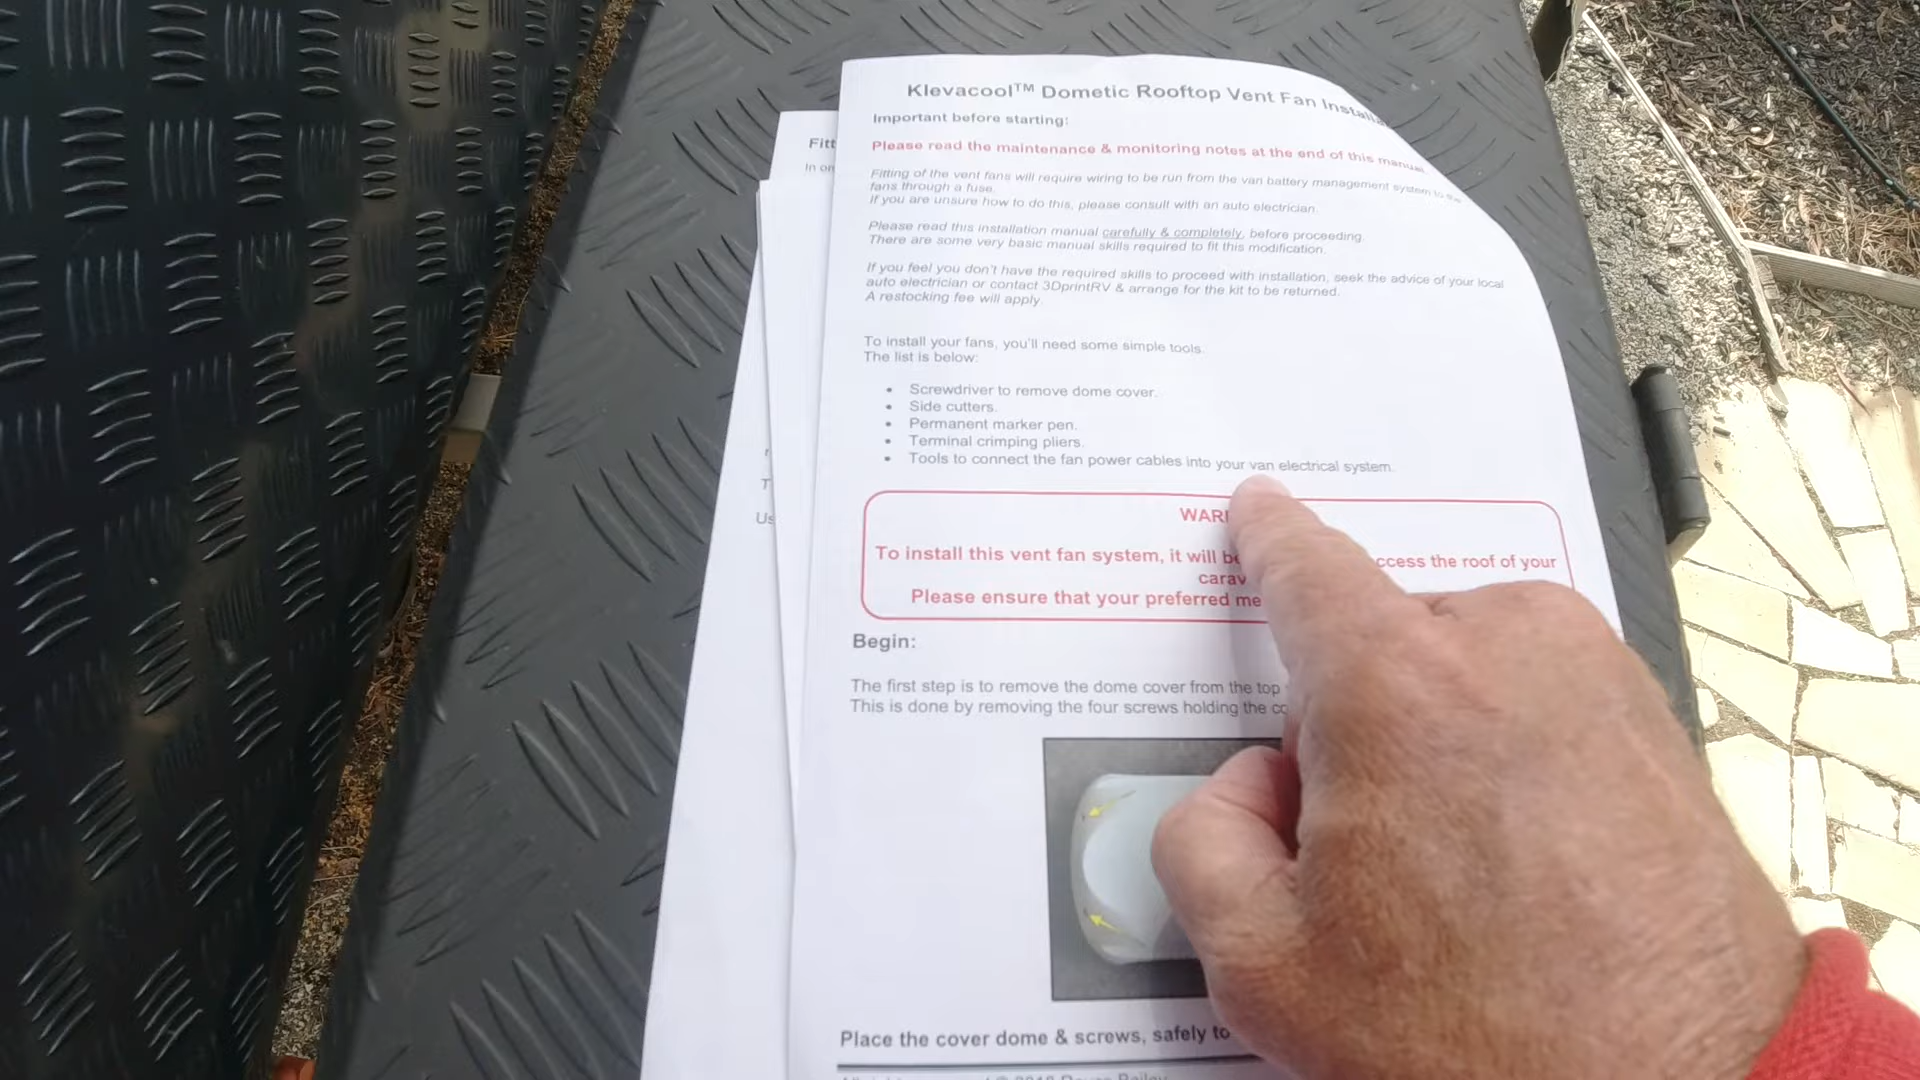 Klevacool™ Dometic Rooftop Vent Fan
Important before starting:
Please read the maintenance & monitoring notes at the end of this manual
Fitting of the vent fans will require wiring to be run from the van battery management system to the
fans through a fuse.
If you are unsure how to do this, please consult with an auto electrician.
Please read this installation manual carefully & completely, before proceeding.
There are some very basic manual skills required to fit this modification.
If you feel you don't have the required skills to proceed with installation, seek the advice of your local
auto electrician or contact 3DprintRV & arrange for the kit to be returned.
A restocking fee will apply.
To install your fans, you'll need some simple tools.
The list is below:
• Screwdriver to remove dome cover.
• Side cutters.
• Permanent marker pen.
• Terminal crimping pliers.
• Tools to connect the fan power cables into your van electrical system.
WAR
To install this vent fan system, it will be ccess the roof of your
carav
Please ensure that your preferred me
Begin:
The first step is to remove the dome cover from the top
This is done by removing the four screws holding the co
Place the cover dome & screws, safely to
Fitt
In on
T
Us